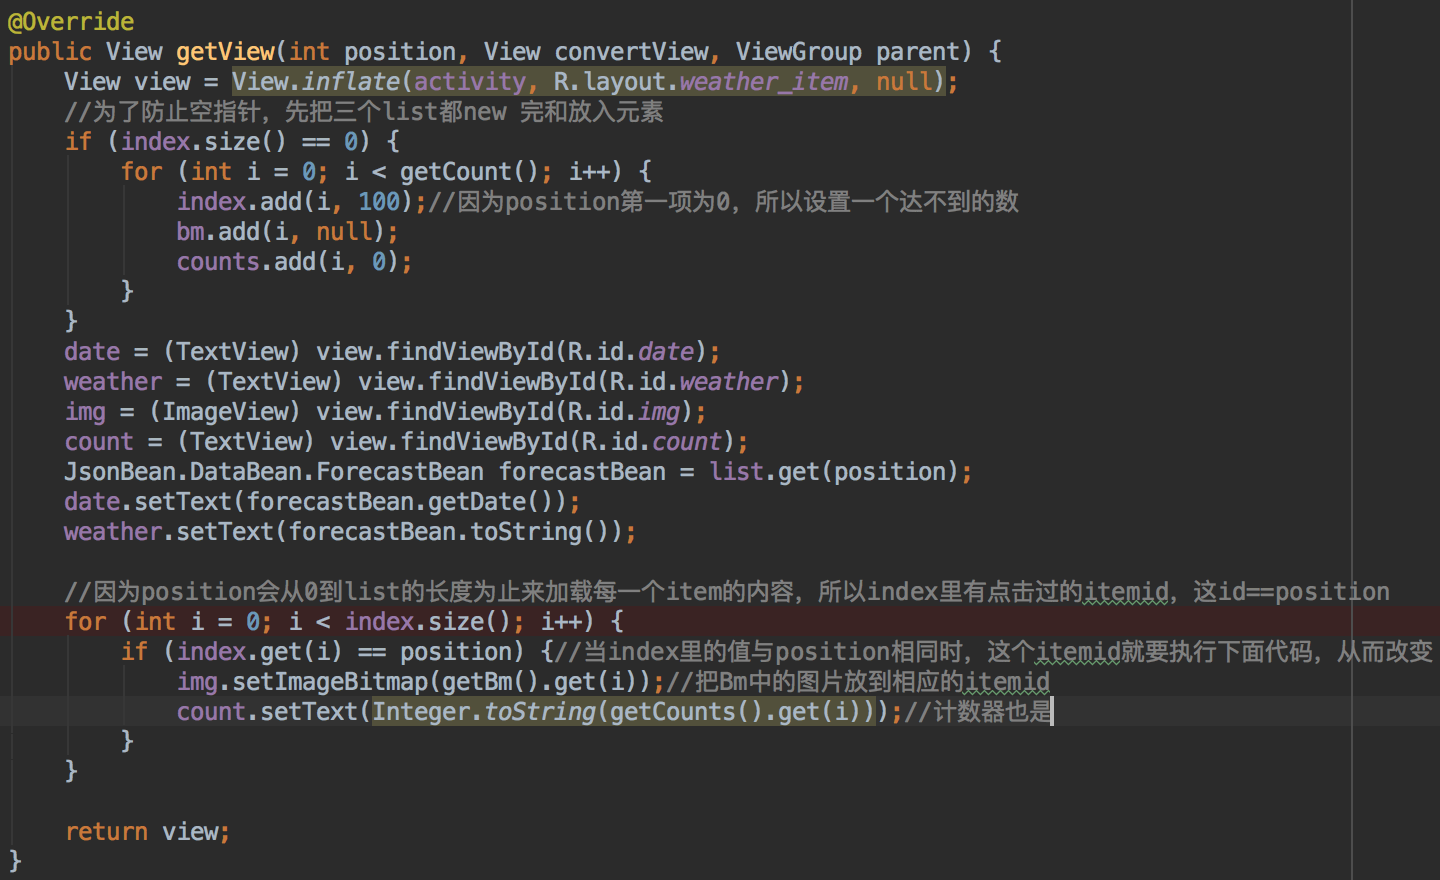 @Override
public View getView(int position, View convertView, ViewGroup parent) {
View view = View.inflate(activity, R.layout.weather_item, null);
//为了防止空指针，先把三个list都new 完和放入元素
if (index.size() == 0) {
for (int i = 0; i < getCount(); i++) {
index.add(i, 100);//因为position第一项为0，所以设置一个达不到的数
bm.add(i, null);
counts.add(i, 0);
}
}
date = (TextView) view.findViewById(R.id.date);
weather = (TextView) view.findViewById(R.id.weather);
img = (ImageView) view.findViewById(R.id.img);
count = (TextView) view.findViewById(R.id.count);
JsonBean.DataBean.ForecastBean forecastBean = list.get(position);
date.setText(forecastBean.getDate());
weather.setText(forecastBean.toString());
//因为position会从0到list的长度为止来加载每一个item的内容，所以index里有点击过的itemid，这id==position
for (int i = 0; i < index.size(); i++) {
if (index.get(i) == position) {//当index里的值与position相同时，这个itemid就要执行下面代码，从而改变
img.setImageBitmap(getBm().get(i));//把Bm中的图片放到相应的itemid
count.setText(Integer.toString(getCounts().get(i)));//计数器也是
}
}
return view;
}